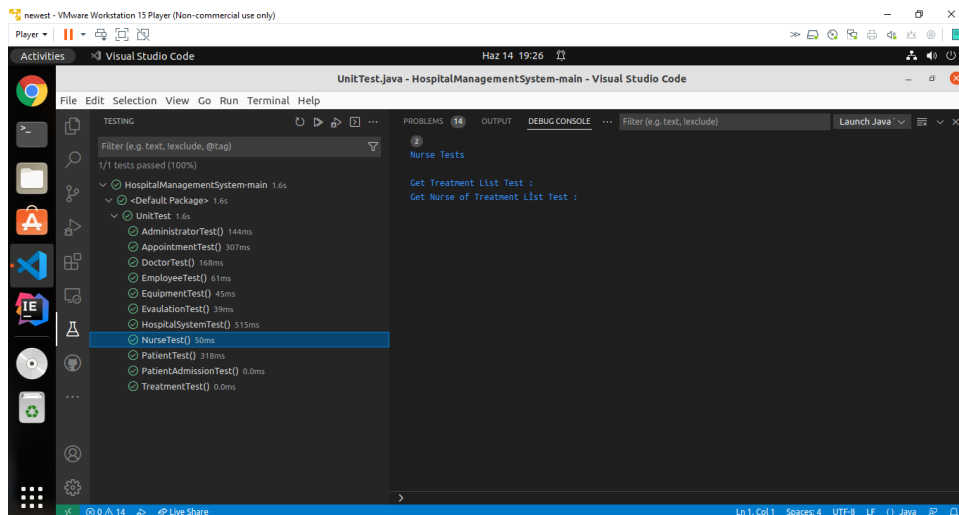 newest - VMware Workstation 15 Player (Non-commercial use only)
Player
Activities Visual Studio Code Haz 14 19:26
UnitTest.java - HospitalManagementSystem-main - Visual Studio Code
File Edit Selection View Go Run Terminal Help
TESTING
Filter (e.g. text, !exclude, @tag)
1/1 tests passed (100%)
HospitalManagementSystem-main 1.6s
<Default Package> 1.6s
UnitTest 1.6s
AdministratorTest() 144ms
AppointmentTest() 307ms
DoctorTest() 168ms
EmployeeTest() 61ms
EquipmentTest() 45ms
EvaulationTest() 39ms
HospitalSystemTest() 515ms
NurseTest() 50ms
PatientTest() 318ms
PatientAdmissionTest() 0.0ms
TreatmentTest() 0.0ms
PROBLEMS 14 OUTPUT DEBUG CONSOLE ... Filter (e.g. text, !exclude) Launch Java
2
Nurse Tests
Get Treatment List Test :
Get Nurse of Treatment Lİst Test :
>
IE
0 14 Live Share Ln 1, Col 1 Spaces: 4 UTF-8 LF {} Java